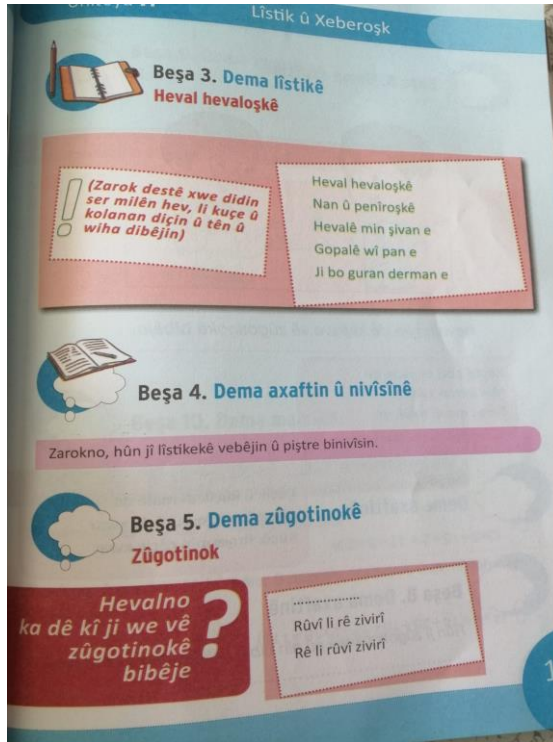 Lîstik û Xeberoşk
Beşa 3. Dema lîstikê
Heval hevaloşkê
(Zarok destê xwe didin
ser milên hev, li kuçe û
kolanan diçin û tên û
wiha dibêjin)
Heval hevaloşkê
Nan û penîroşkê
Hevalê min şivan e
Gopalê wî pan e
Ji bo guran derman e
Beşa 4. Dema axaftin û nivîsînê
Zarokno, hûn jî lîstikekê vebêjin û piştre binivîsin.
Beşa 5. Dema zûgotinokê
Zûgotinok
Hevalno
ka dê kî ji we vê
zûgotinokê
bibêje
?
..................
Rûvî li rê zivirî
Rê li rûvî zivirî